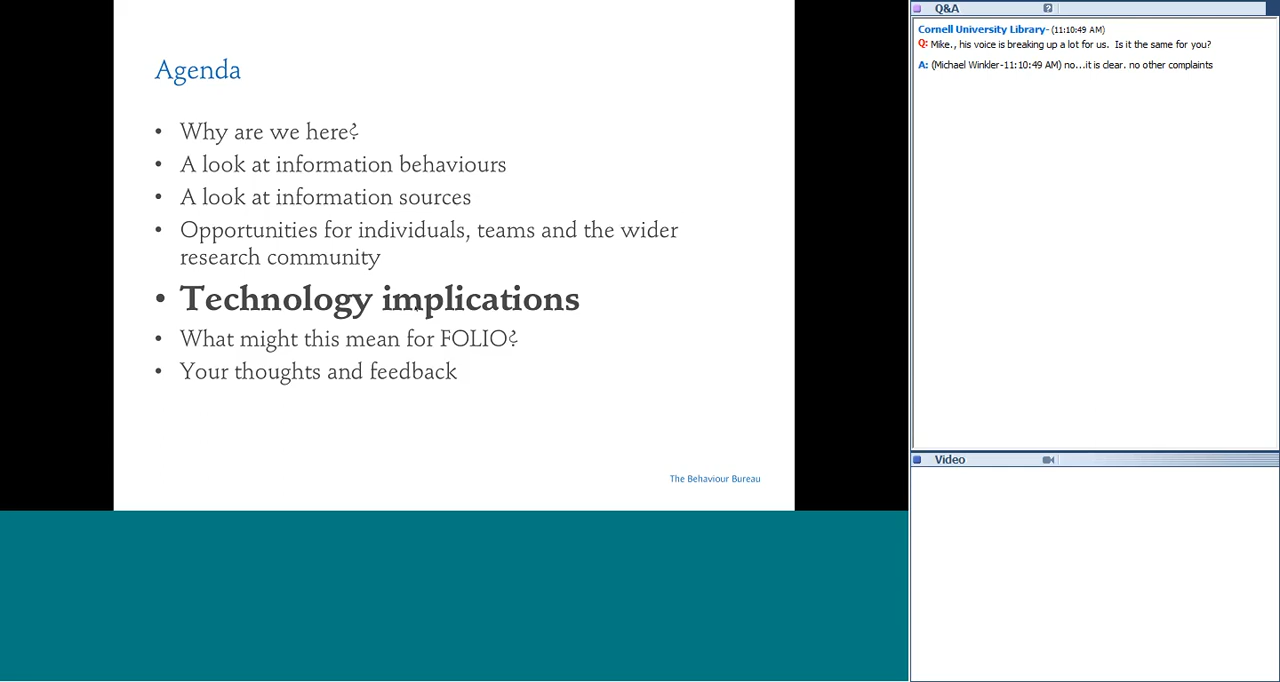 Agenda
• Why are we here?
• A look at information behaviours
• A look at information sources
• Opportunities for individuals, teams and the wider
research community
• Technology implications
• What might this mean for FOLIO?
• Your thoughts and feedback
The Behaviour Bureau
Q&A
Cornell University Library- (11:10:49 AM)
Q: Mike., his voice is breaking up a lot for us. Is it the same for you?
A: (Michael Winkler-11:10:49 AM) no...it is clear. no other complaints
Video